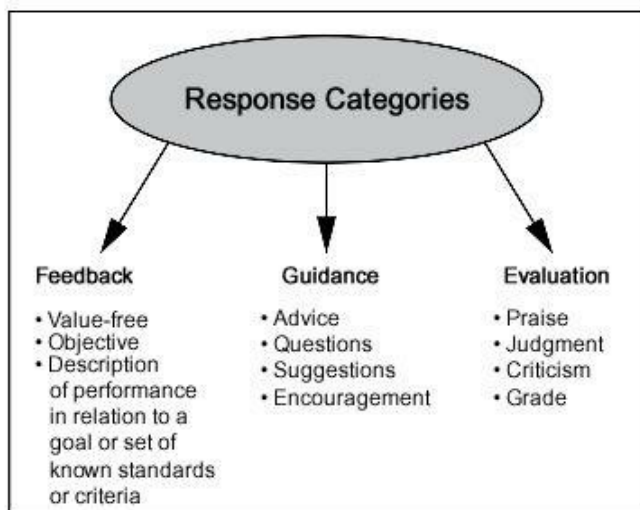 Response Categories
Feedback
• Value-free
• Objective
• Description
of performance
in relation to a
goal or set of
known standards
or criteria
Guidance
• Advice
• Questions
• Suggestions
• Encouragement
Evaluation
• Praise
• Judgment
• Criticism
• Grade